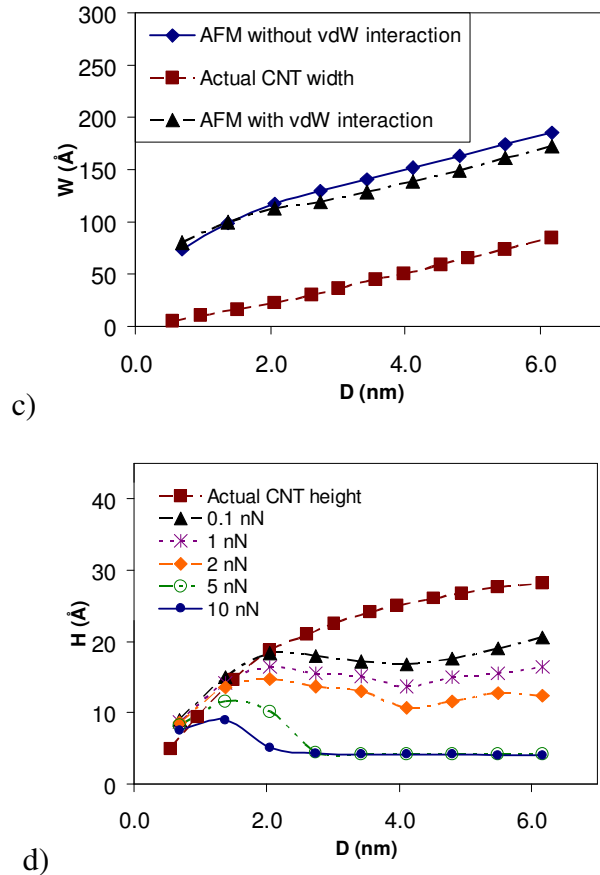 300
250
200
150
100
50
0
W (Å)
AFM without vdW interaction
Actual CNT width
AFM with vdW interaction
0.0 2.0 4.0 6.0
D (nm)
c)
40
30
20
10
0
H (Å)
Actual CNT height
0.1 nN
1 nN
2 nN
5 nN
10 nN
0.0 2.0 4.0 6.0
D (nm)
d)